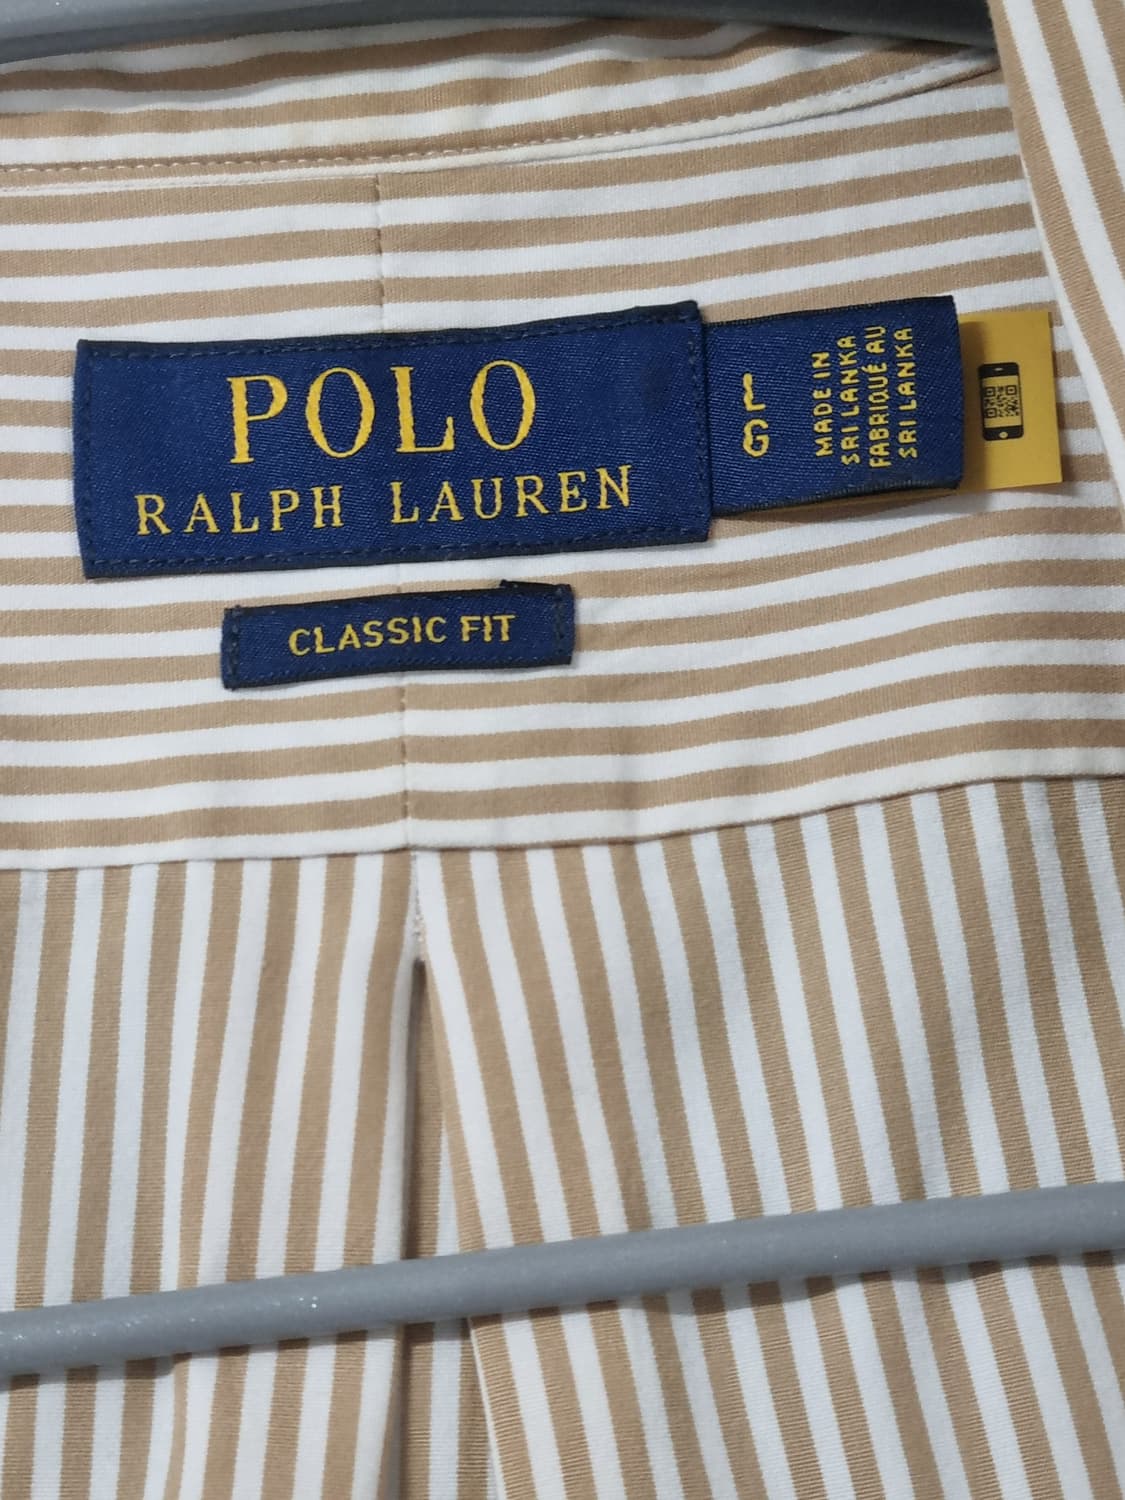 POLO
RALPH LAUREN
L
G
MADE IN
SRI LANKA
FABRIQUÉ AU
SRI LANKA
CLASSIC FIT